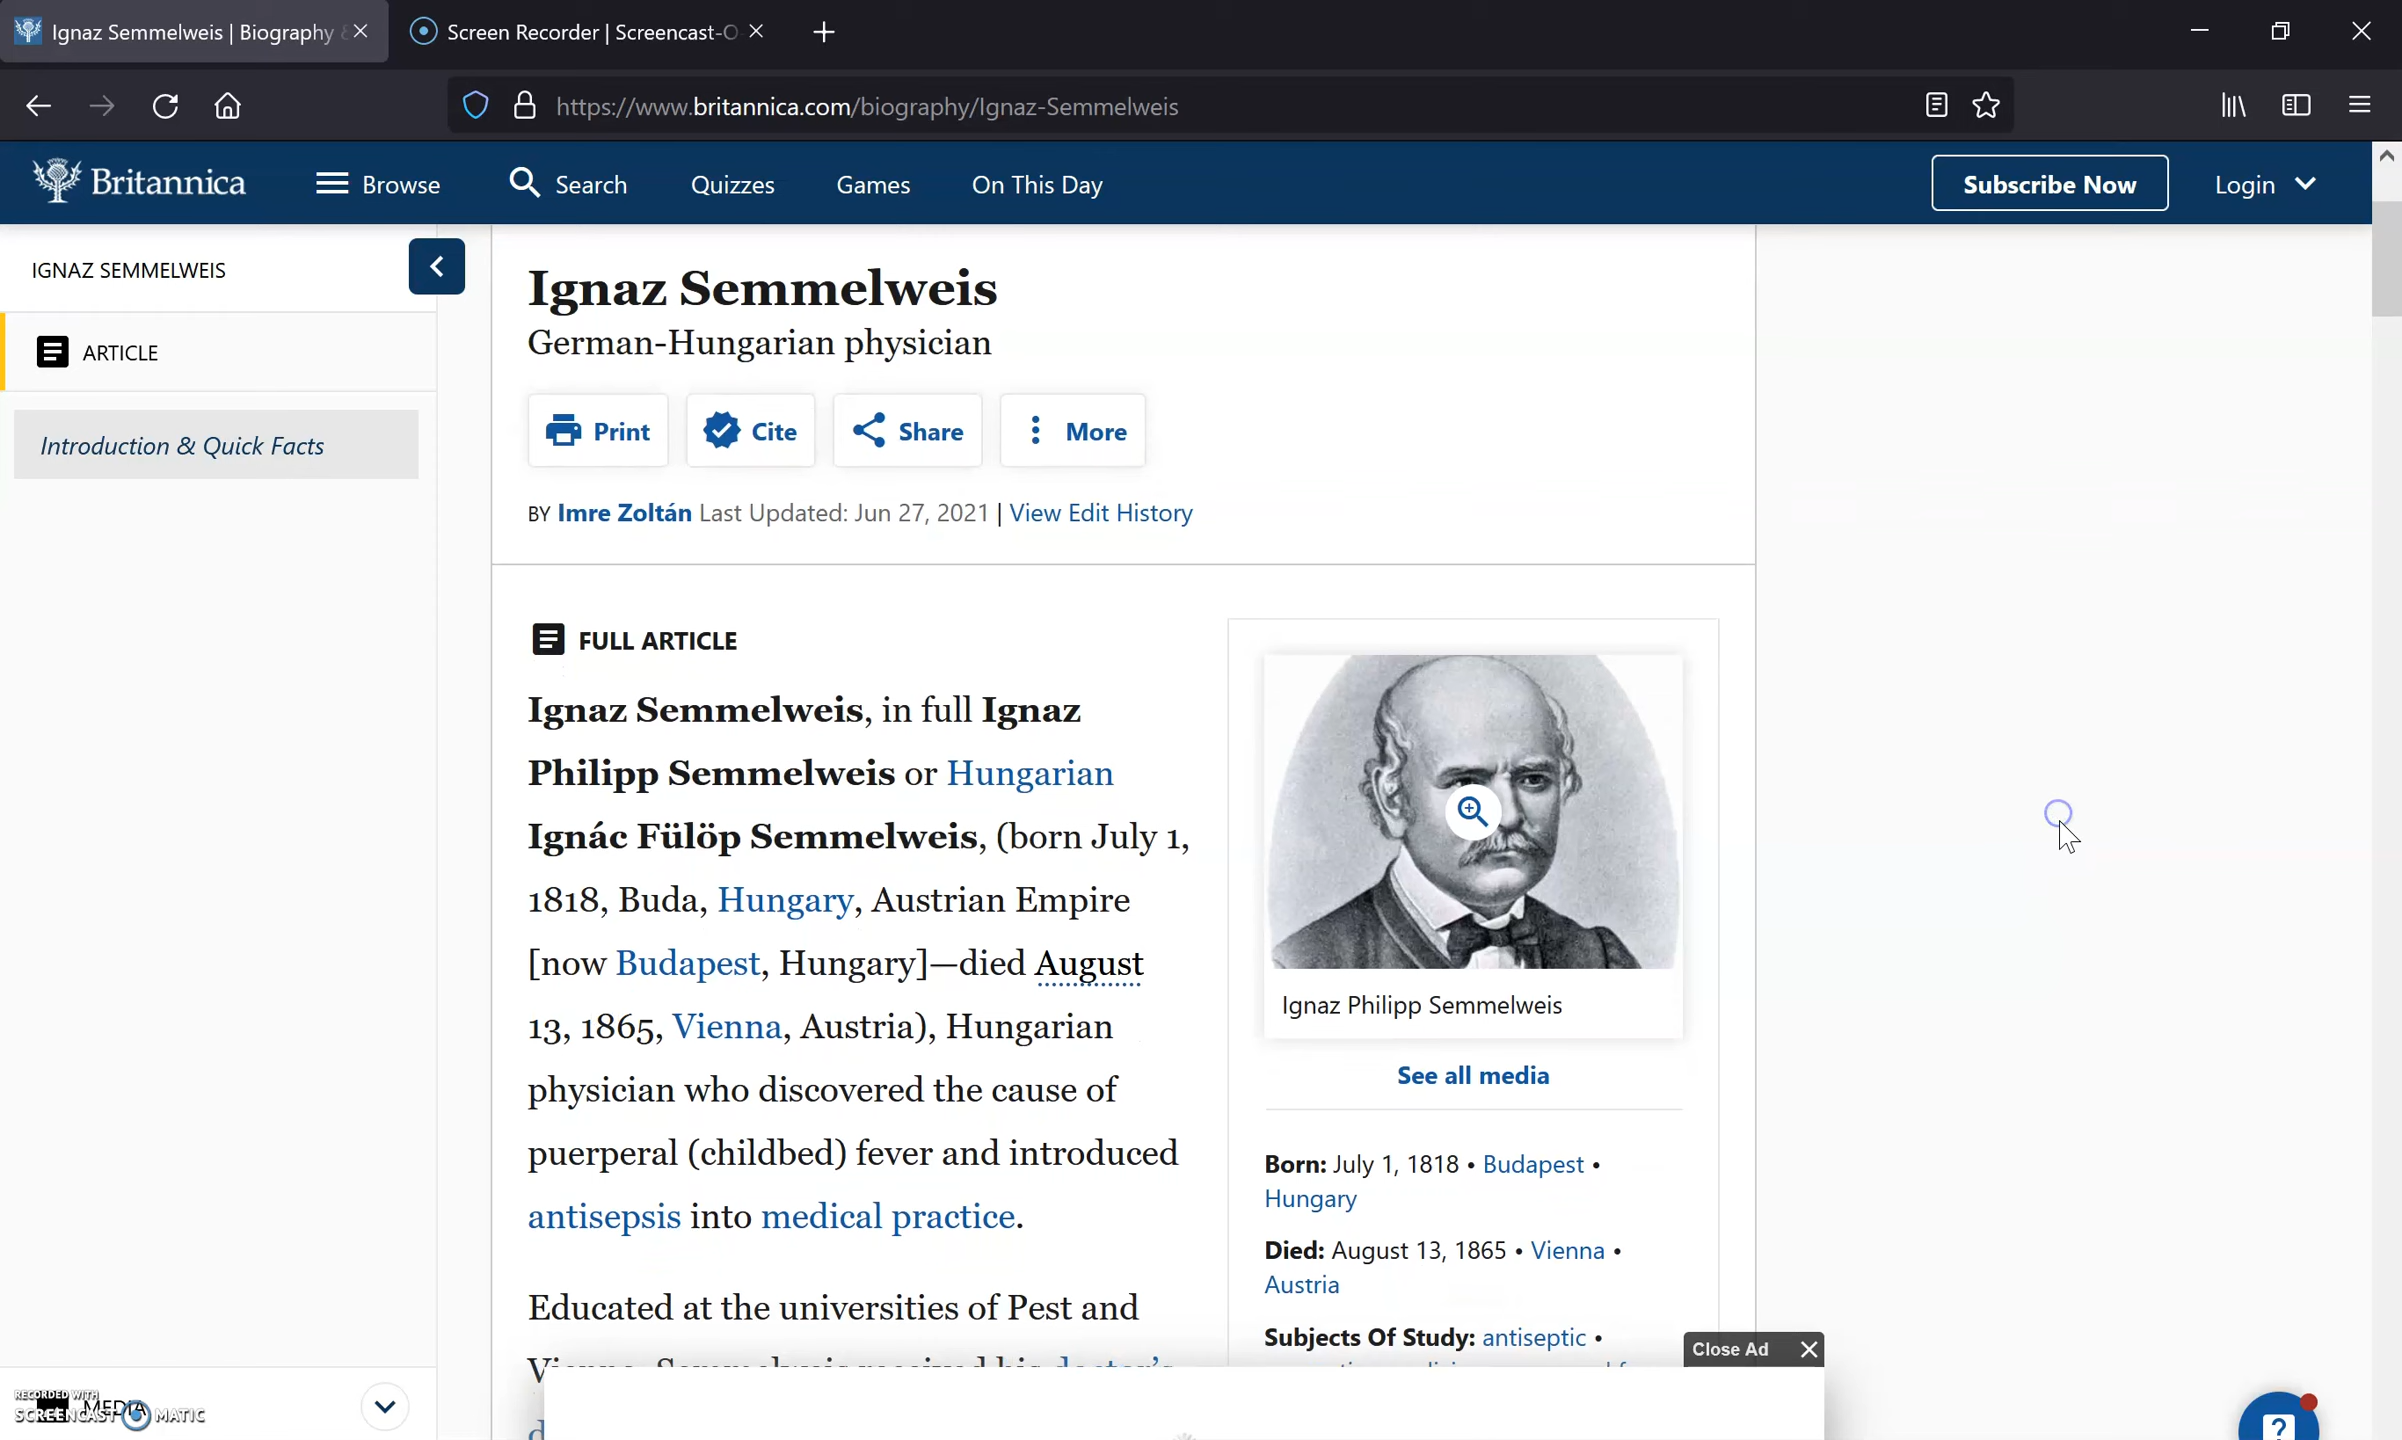 Ignaz Semmelweis | Biography &
Screen Recorder | Screencast-O
https://www.britannica.com/biography/Ignaz-Semmelweis
Britannica
Browse
Search
Quizzes
Games
On This Day
Subscribe Now
Login
IGNAZ SEMMELWEIS
ARTICLE
Introduction & Quick Facts
Ignaz Semmelweis
German-Hungarian physician
Print
Cite
Share
More
BY Imre Zoltán Last Updated: Jun 27, 2021 | View Edit History
FULL ARTICLE
Ignaz Semmelweis, in full Ignaz
Philipp Semmelweis or Hungarian
Ignác Fülöp Semmelweis, (born July 1,
1818, Buda, Hungary, Austrian Empire
[now Budapest, Hungary]—died August
13, 1865, Vienna, Austria), Hungarian
physician who discovered the cause of
puerperal (childbed) fever and introduced
antisepsis into medical practice.
Educated at the universities of Pest and
Ignaz Philipp Semmelweis
See all media
Born: July 1, 1818 • Budapest •
Hungary
Died: August 13, 1865 • Vienna •
Austria
Subjects Of Study: antiseptic •
Close Ad
MEDIA
RECORDED WITH
SCREENCAST MATIC